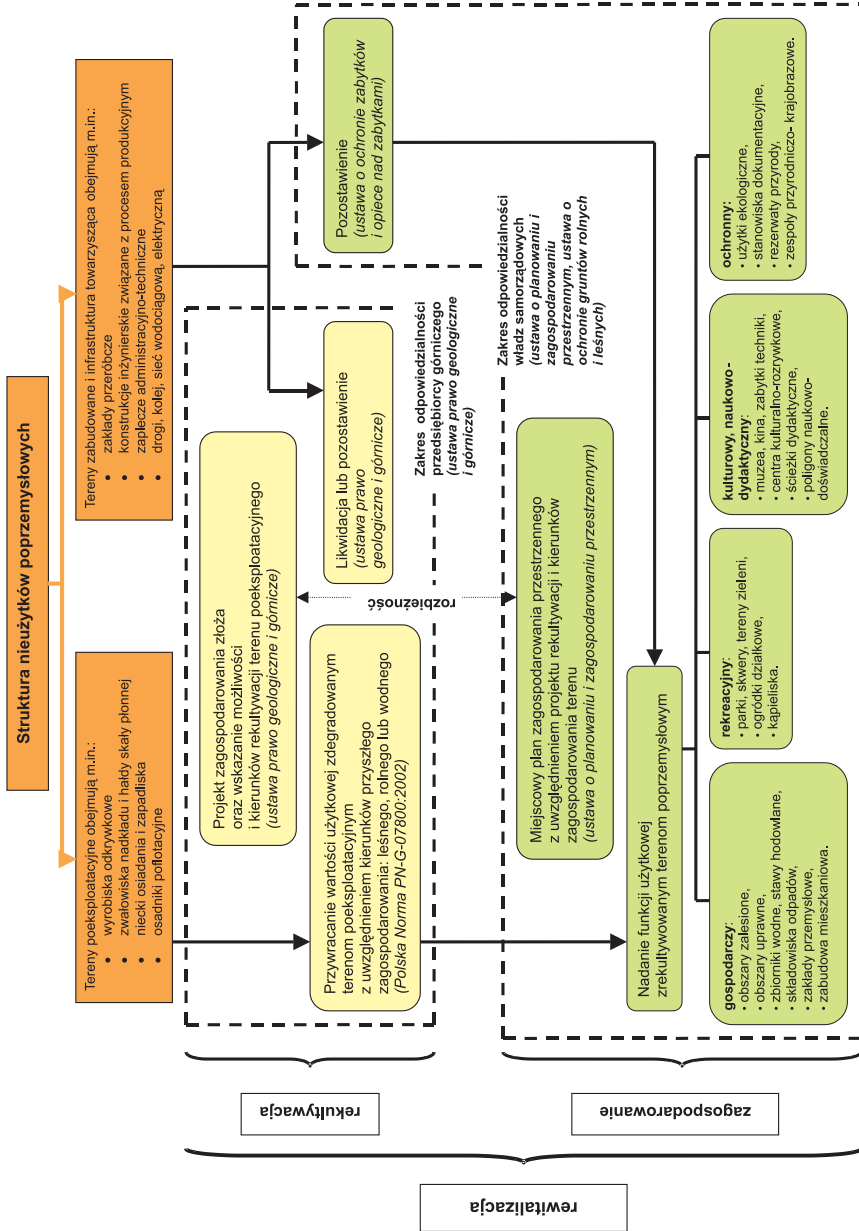 Struktura nieużytków poprzemysłowych
Tereny poeksploatacyjne obejmują m.in.:
• wyrobiska odkrywkowe
• zwałowiska nadkładu i hałdy skały płonnej
• niecki osiadania i zapadliska
• osadniki poflotacyjne
Tereny zabudowane i infrastruktura towarzysząca obejmują m.in.:
• zakłady przeróbcze
• konstrukcje inżynierskie związane z procesem produkcyjnym
• zaplecze administracyjno-techniczne
• drogi, kolej, sieć wodociągową, elektryczną
rewitalizacja
rekultywacja
Projekt zagospodarowania złoża
oraz wskazanie możliwości
i kierunków rekultywacji terenu poeksploatacyjnego
(ustawa prawo geologiczne i górnicze)
Przywracanie wartości użytkowej zdegradowanym
terenom poeksploatacyjnym
z uwzględnieniem kierunków przyszłego
zagospodarowania: leśnego, rolnego lub wodnego
(Polska Norma PN-G-07800:2002)
Likwidacja lub pozostawienie
(ustawa prawo
geologiczne i górnicze)
Pozostawienie
(ustawa o ochronie zabytków
i opiece nad zabytkami)
Zakres odpowiedzialności
przedsiębiorcy górniczego
(ustawa prawo geologiczne
i górnicze)
rozbieżność
zagospodarowanie
Miejscowy plan zagospodarowania przestrzennego
z uwzględnieniem projektu rekultywacji i kierunków
zagospodarowania terenu
(ustawa o planowaniu i zagospodarowaniu przestrzennym)
Zakres odpowiedzialności
władz samorządowych
(ustawa o planowaniu i
zagospodarowaniu
przestrzennym, ustawa o
ochronie gruntów rolnych
i leśnych)
Nadanie funkcji użytkowej
zrekultywowanym terenom poprzemysłowym
gospodarczy:
• obszary zalesione,
• obszary uprawne,
• zbiorniki wodne, stawy hodowlane,
• składowiska odpadów,
• zakłady przemysłowe,
• zabudowa mieszkaniowa.
rekreacyjny:
• parki, skwery, tereny zieleni,
• ogródki działkowe,
• kąpieliska.
kulturowy, naukowo-
dydaktyczny:
• muzea, kina, zabytki techniki,
• centra kulturalno-rozrywkowe,
• ścieżki dydaktyczne,
• poligony naukowo-
doświadczalne.
ochronny:
• użytki ekologiczne,
• stanowiska dokumentacyjne,
• rezerwaty przyrody,
• zespoły przyrodniczo- krajobrazowe.